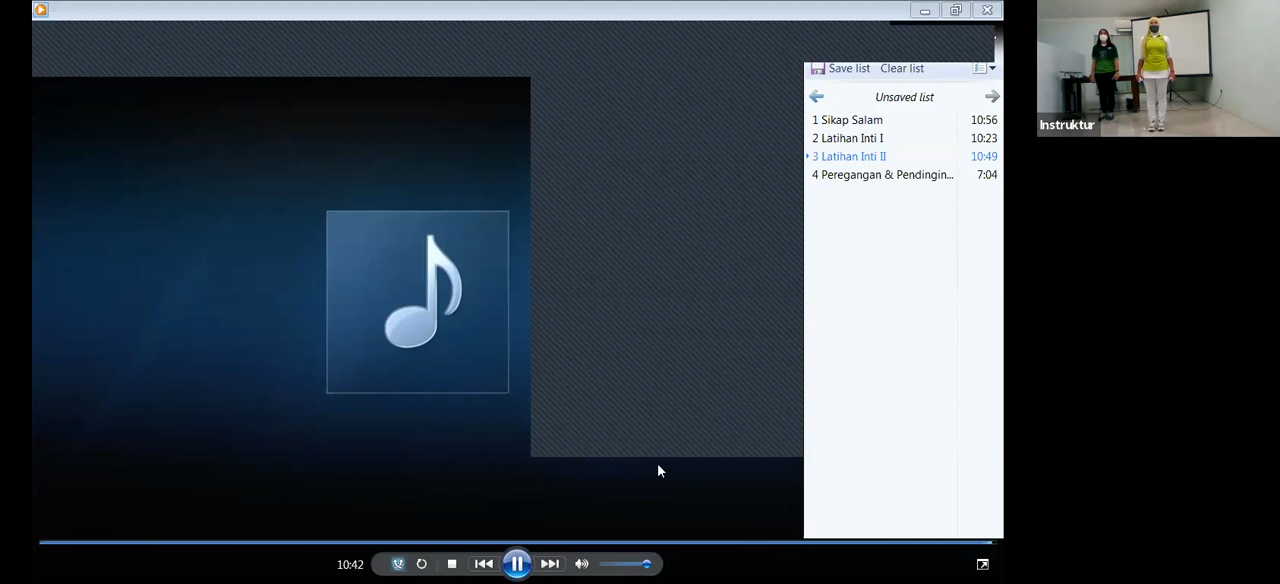 Save list Clear list
Unsaved list
1 Sikap Salam 10:56
2 Latihan Inti I 10:23
3 Latihan Inti II 10:49
4 Peregangan & Pendingin... 7:04
Instruktur
10:42